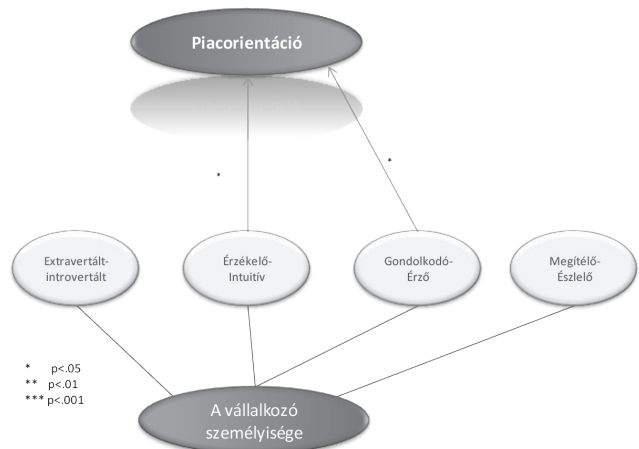 Piacorientáció
*
*
Extravertált-
introvertált
Érzékelő-
Intuitív
Gondolkodó-
Érző
Megítélő-
Észlelő
* p<.05
** p<.01
*** p<.001
A vállalkozó
személyisége